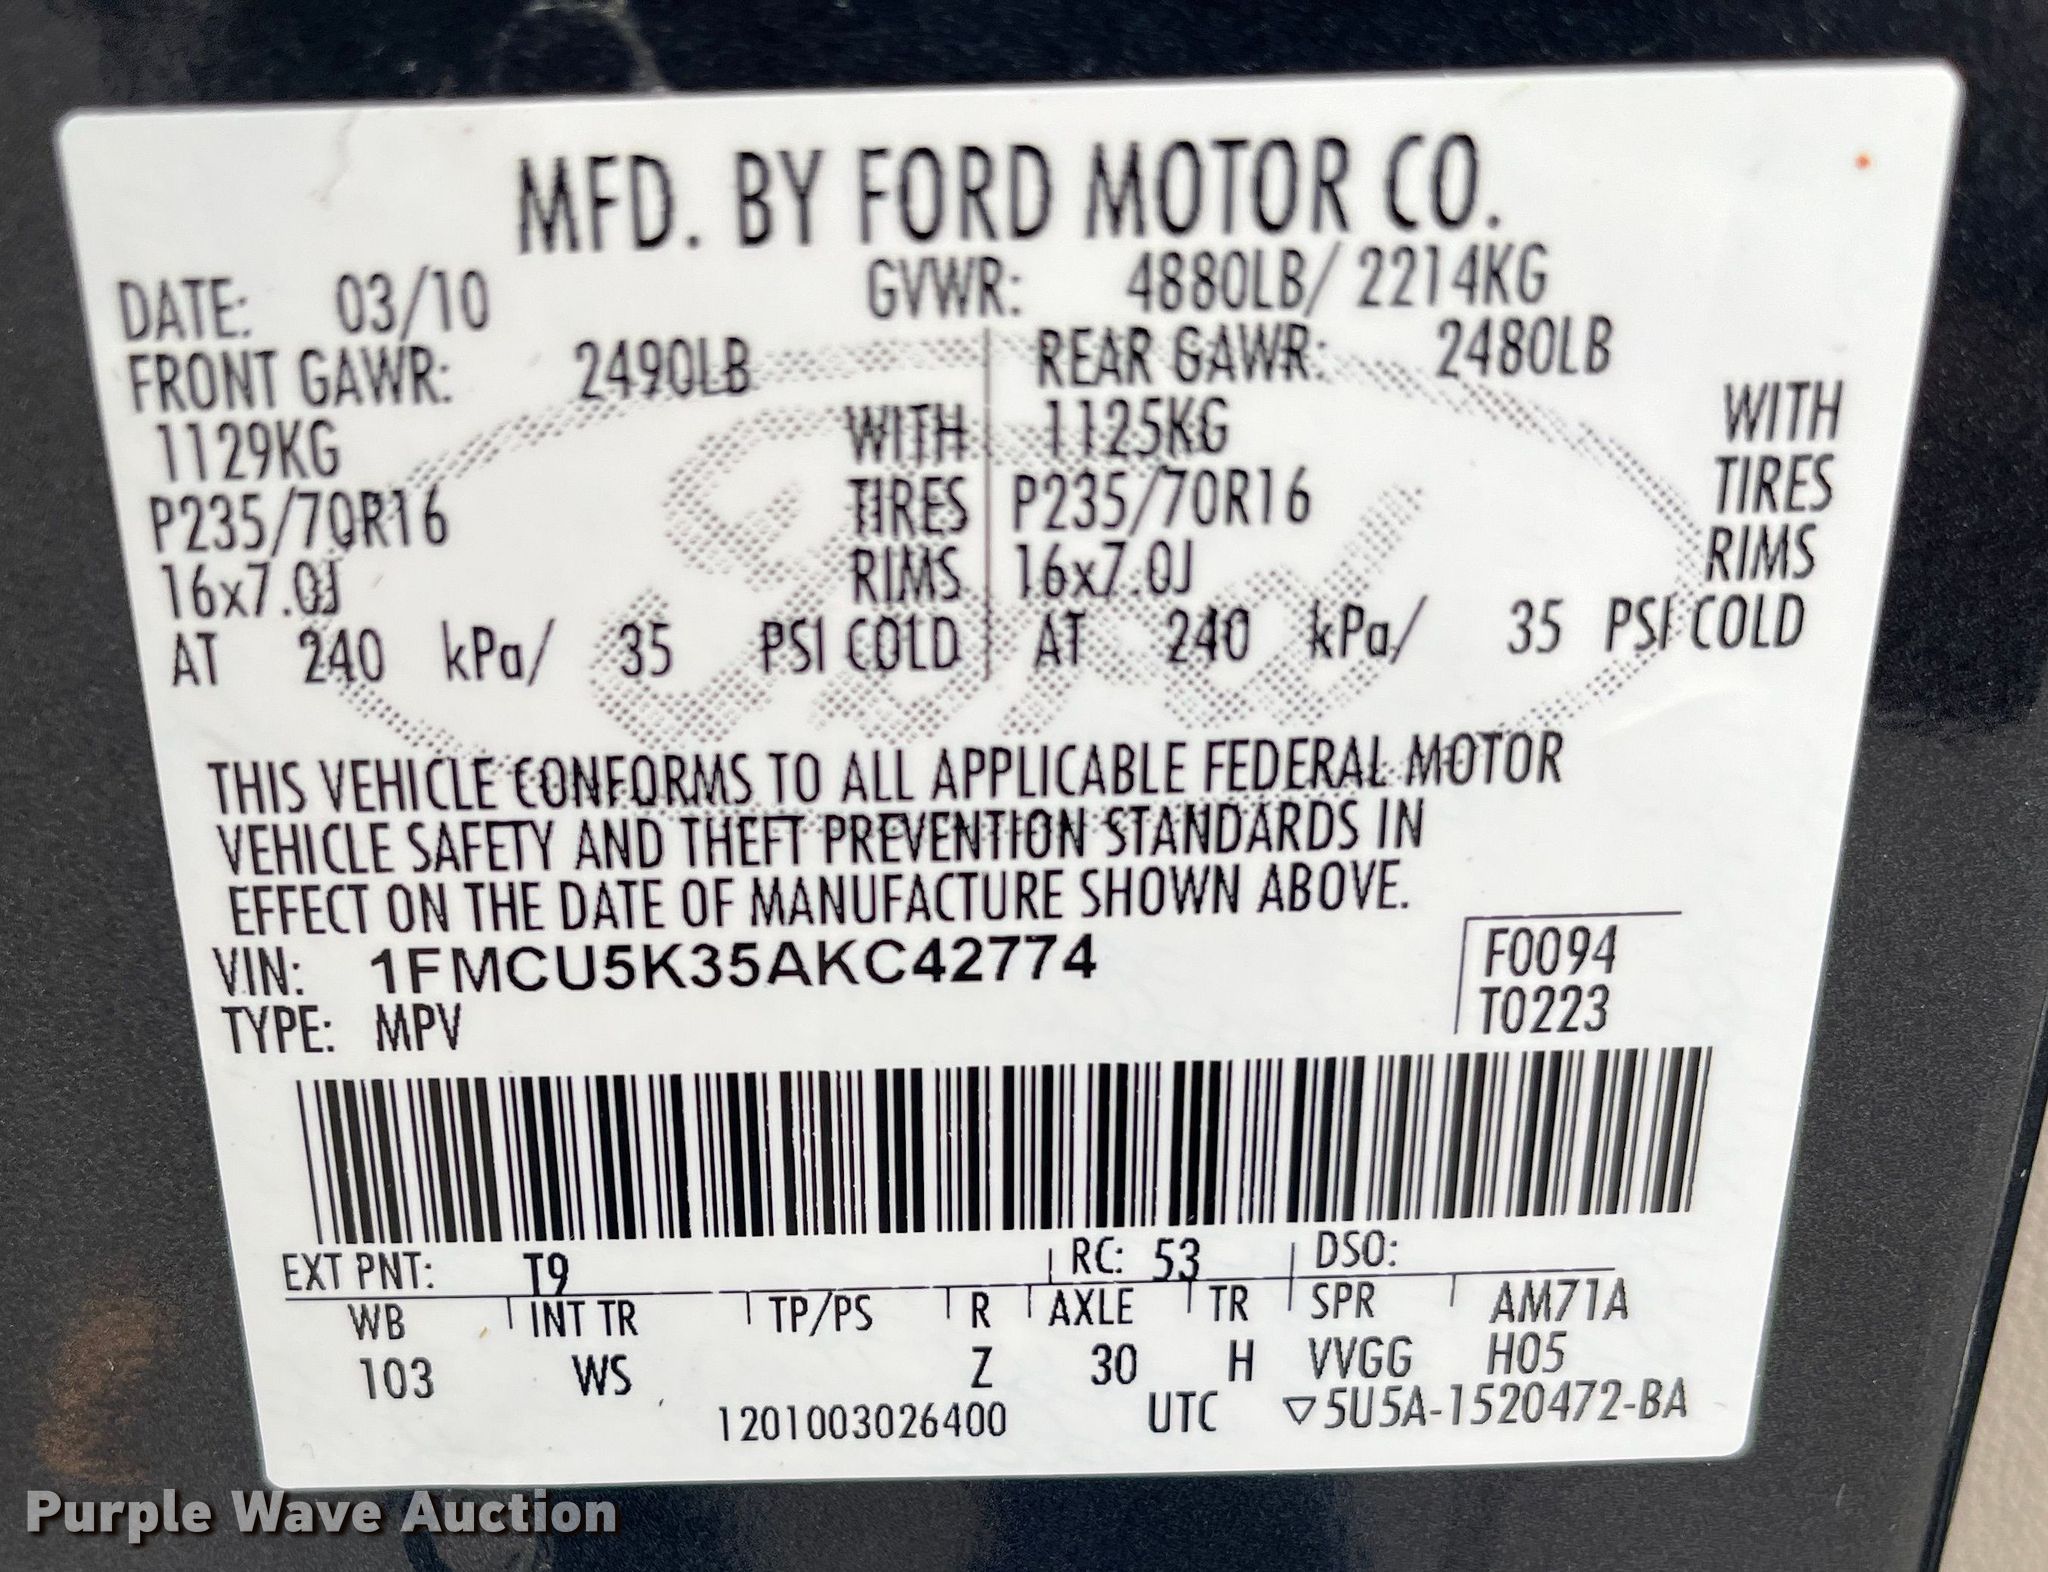 MFD. BY FORD MOTOR CO.
DATE: 03/10 GVWR: 4880LB/ 2214KG
FRONT GAWR: 2490LB REAR GAWR: 2480LB
1129KG WITH 1125KG WITH
P235/70R16 TIRES P235/70R16 TIRES
16x7.0J RIMS 16x7.0J RIMS
AT 240 kPa/ 35 PSI COLD AT 240 kPa/ 35 PSI COLD
Ford
THIS VEHICLE CONFORMS TO ALL APPLICABLE FEDERAL MOTOR
VEHICLE SAFETY AND THEFT PREVENTION STANDARDS IN
EFFECT ON THE DATE OF MANUFACTURE SHOWN ABOVE.
VIN: 1FMCU5K35AKC42774 F0094
TYPE: MPV T0223
EXT PNT: T9 RC: 53 DSO:
WB INT TR TP/PS R AXLE TR SPR AM71A
103 WS Z 30 H VVGG H05
1201003026400 UTC ▽5U5A-1520472-BA
Purple Wave Auction